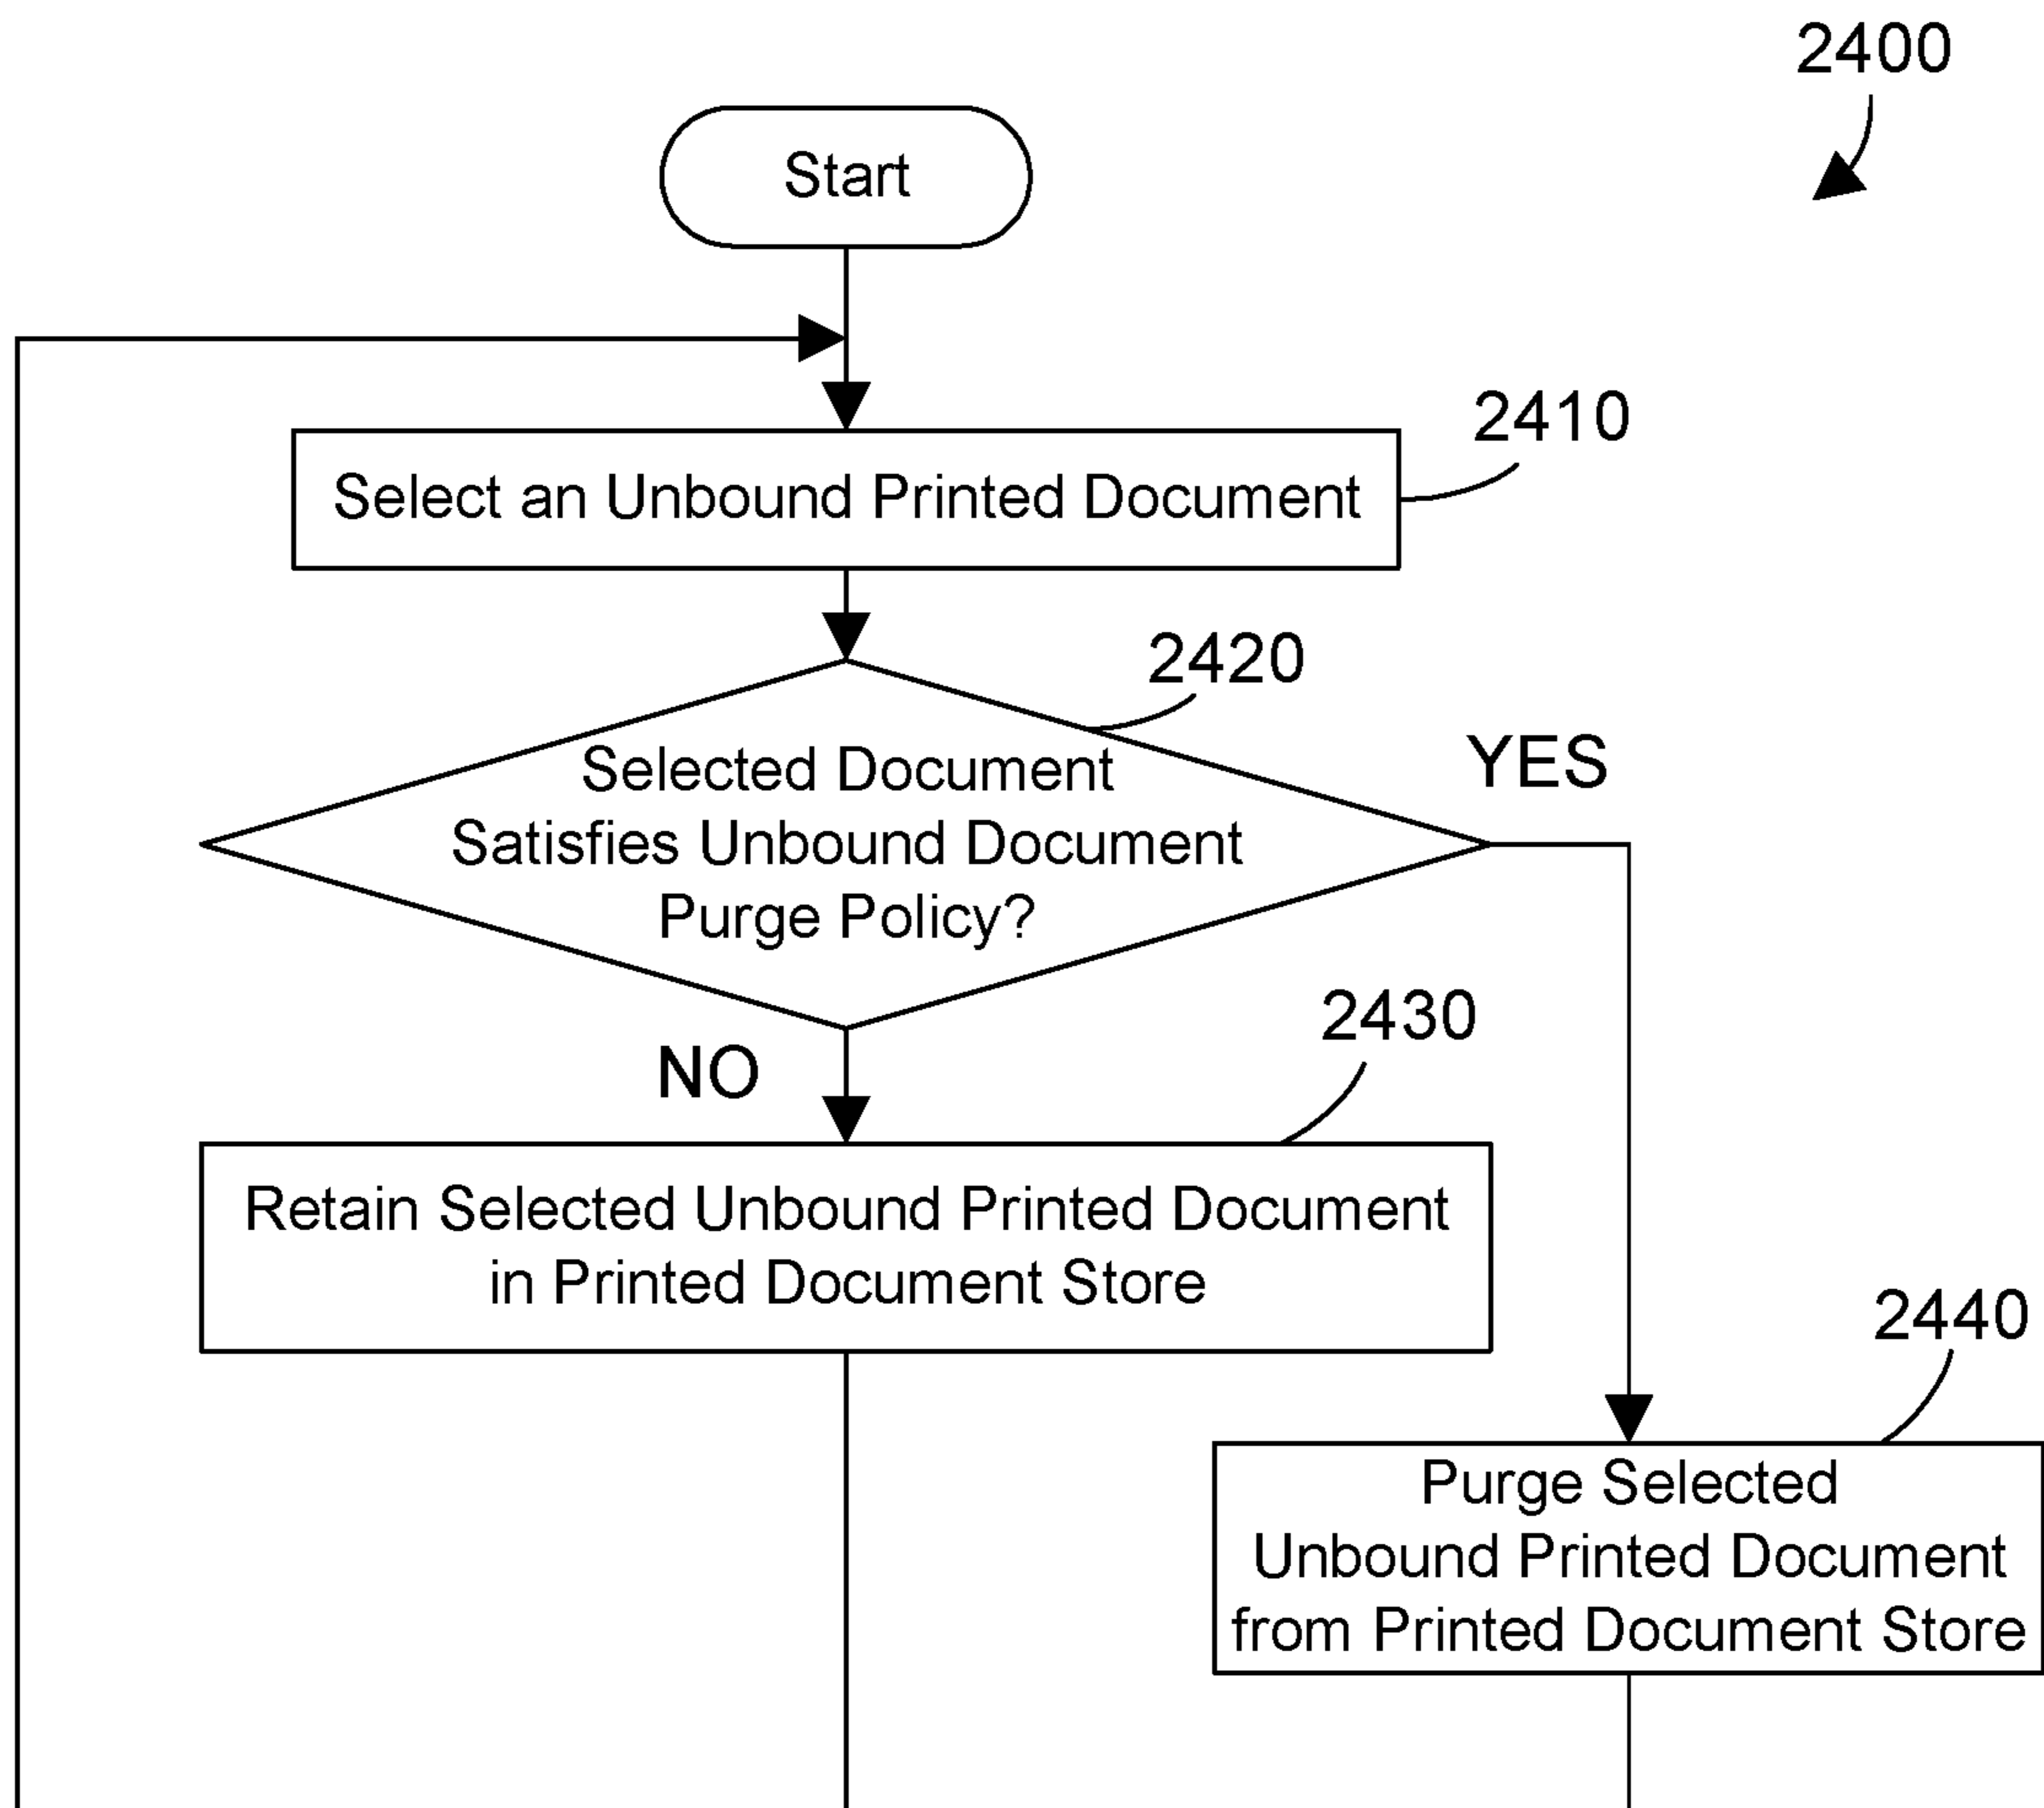 2400
Start
2410
Select an Unbound Printed Document
2420
YES
Selected Document
Satisfies Unbound Document
Purge Policy?
NO
2430
Retain Selected Unbound Printed Document
in Printed Document Store
2440
Purge Selected
Unbound Printed Document
from Printed Document Store